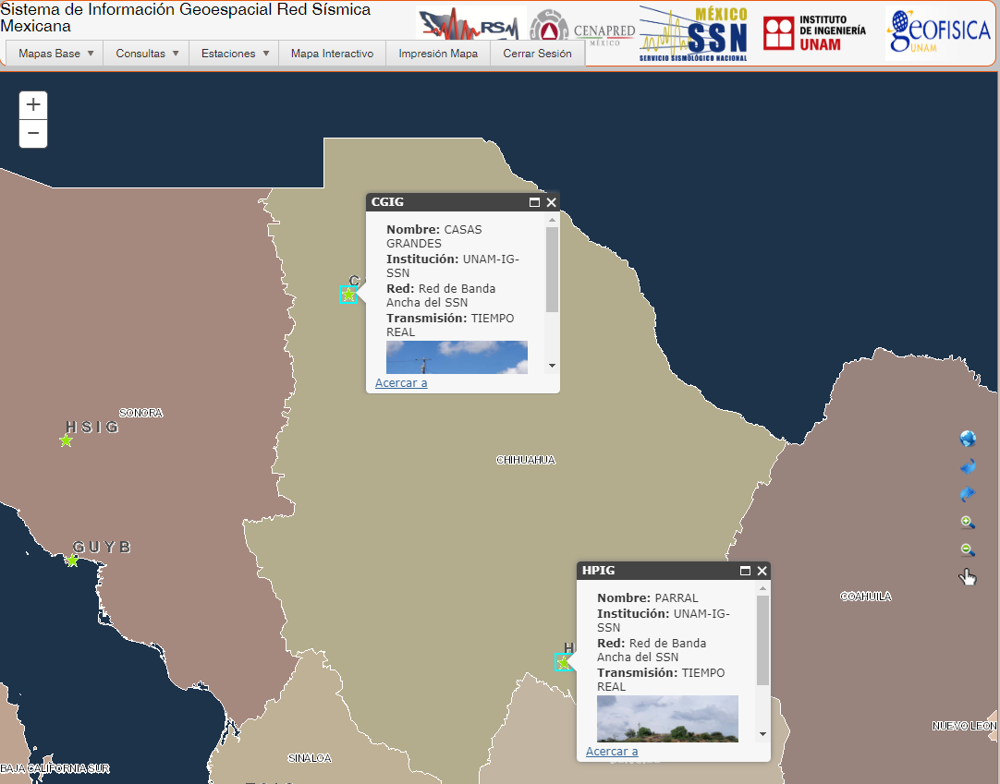 Sistema de Información Geoespacial Red Sísmica
Mexicana
RSM
CENAPRED
MÉXICO
MÉXICO
SSN
SERVICIO SISMOLÓGICO NACIONAL
INSTITUTO
DE INGENIERÍA
UNAM
GEOFISICA
UNAM
Mapas Base
Consultas
Estaciones
Mapa Interactivo
Impresión Mapa
Cerrar Sesión
+
−
CGIG
Nombre: CASAS
GRANDES
Institución: UNAM-IG-
SSN
Red: Red de Banda
Ancha del SSN
Transmisión: TIEMPO
REAL
Acercar a
C
SONORA
HSIG
CHIHUAHUA
GUYB
HPIG
Nombre: PARRAL
Institución: UNAM-IG-
SSN
Red: Red de Banda
Ancha del SSN
Transmisión: TIEMPO
REAL
Acercar a
H
COAHUILA
NUEVO LEON
SINALOA
BAJA CALIFORNIA SUR